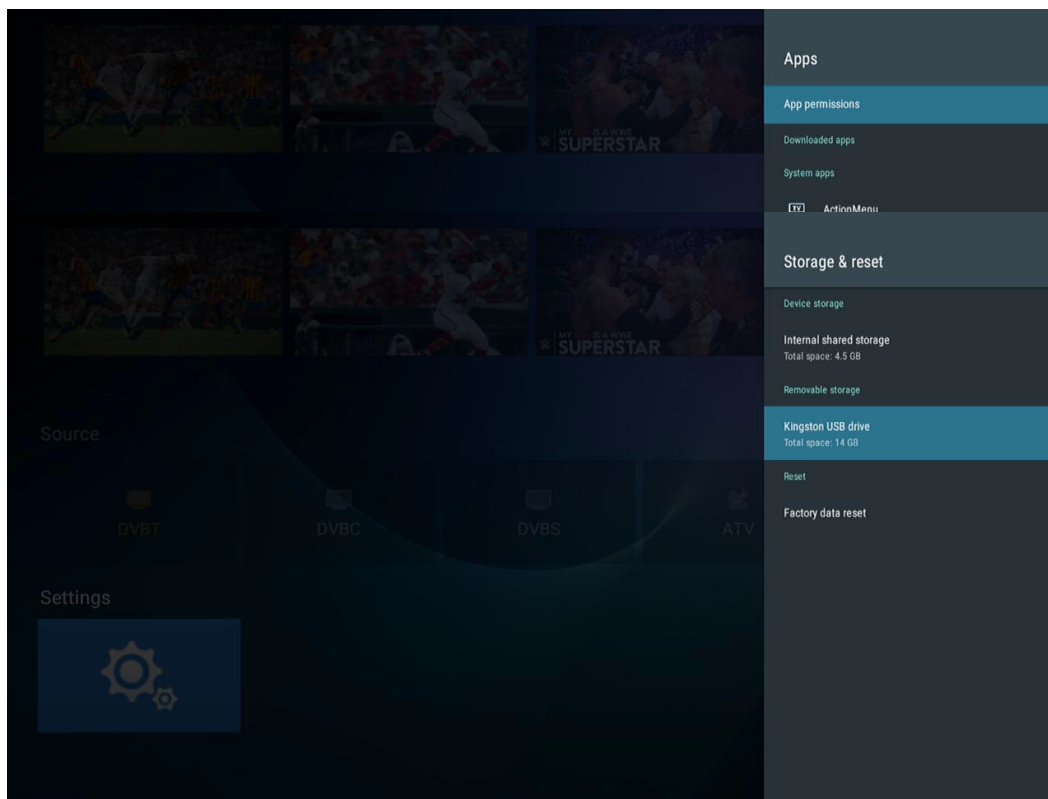 Apps
App permissions
Downloaded apps
System apps
ActionMenu
MY SON IS A WWE
SUPERSTAR
Storage & reset
Device storage
Internal shared storage
Total space: 4.5 GB
MY SON IS A WWE
SUPERSTAR
Removable storage
Kingston USB drive
Total space: 14 GB
Source
Reset
DVBT
DVBC
DVBS
ATV
Factory data reset
Settings